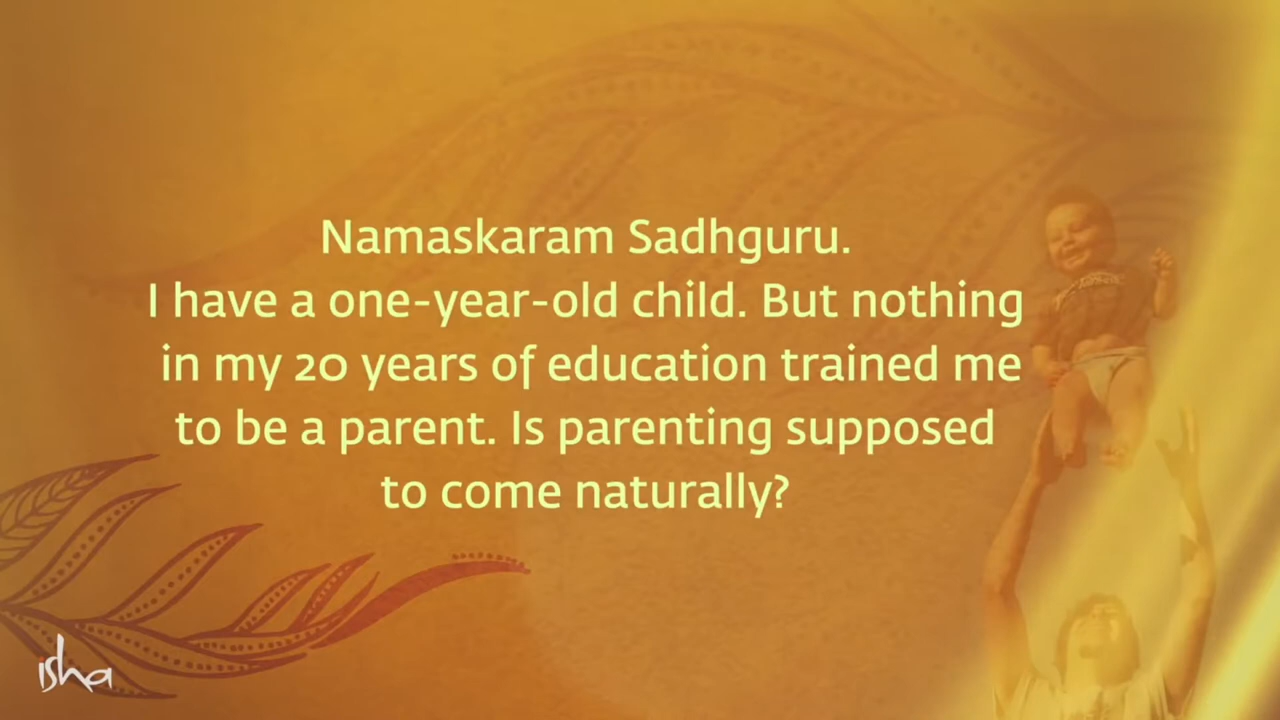 Namaskaram Sadhguru.
I have a one-year-old child. But nothing
in my 20 years of education trained me
to be a parent. Is parenting supposed
to come naturally?
isha